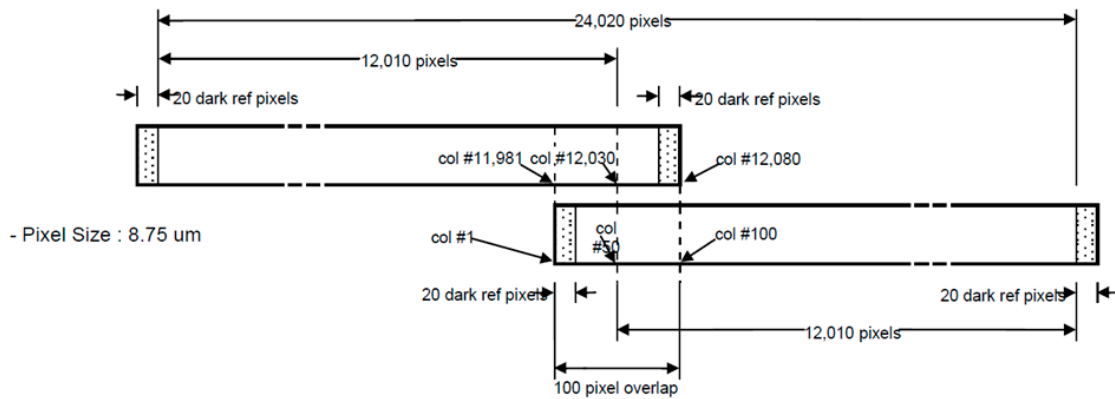 24,020 pixels
12,010 pixels
20 dark ref pixels
20 dark ref pixels
col #11,981
col #12,030
col #12,080
- Pixel Size : 8.75 um
col #1
col
#50
col #100
20 dark ref pixels
20 dark ref pixels
12,010 pixels
100 pixel overlap